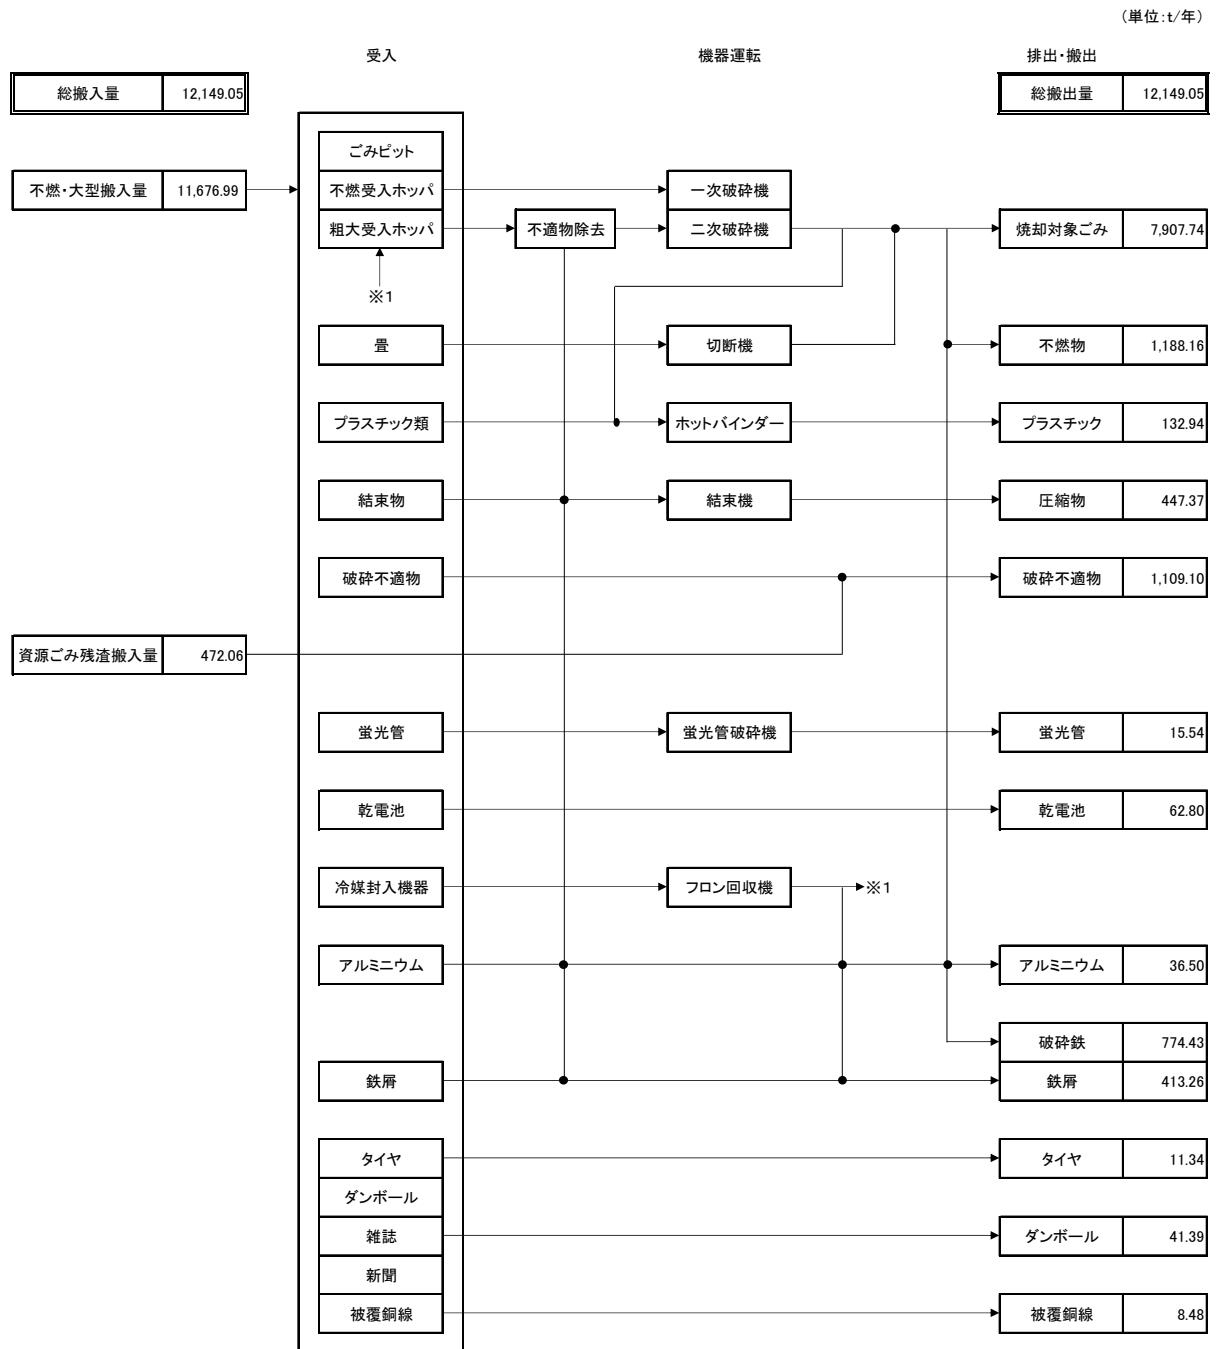 （単位：t/年）
受入 機器運転 排出・搬出
総搬入量 12,149.05 総搬出量 12,149.05
ごみピット
不燃・大型搬入量 11,676.99 不燃受入ホッパ 一次破砕機
粗大受入ホッパ 不適物除去 二次破砕機 焼却対象ごみ 7,907.74
※1
畳 切断機 不燃物 1,188.16
プラスチック類 ホットバインダー プラスチック 132.94
結束物 結束機 圧縮物 447.37
破砕不適物 破砕不適物 1,109.10
資源ごみ残渣搬入量 472.06
蛍光管 蛍光管破砕機 蛍光管 15.54
乾電池 乾電池 62.80
冷媒封入機器 フロン回収機 ※1
アルミニウム アルミニウム 36.50
破砕鉄 774.43
鉄屑 鉄屑 413.26
タイヤ タイヤ 11.34
ダンボール
雑誌 ダンボール 41.39
新聞
被覆銅線 被覆銅線 8.48